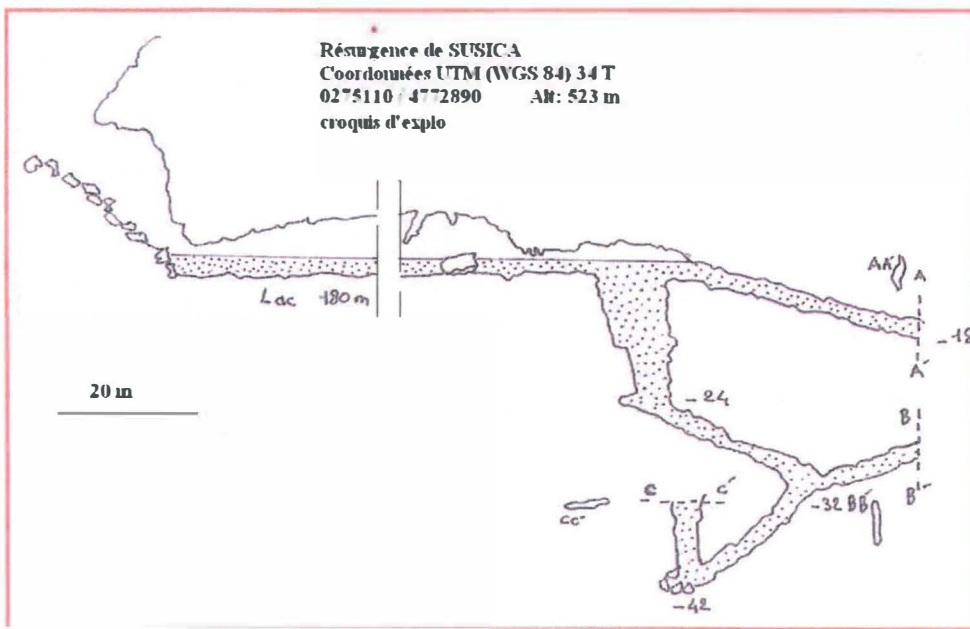 Résurgence de SUSICA
Coordonnées UTM (WGS 84) 34 T
0275110 / 4772890 Alt: 523 m
croquis d'explo
AA' A
Lac 180 m
-18
A'
20 m
-24
B
C C'
CC'
-32 BB' B'
-42